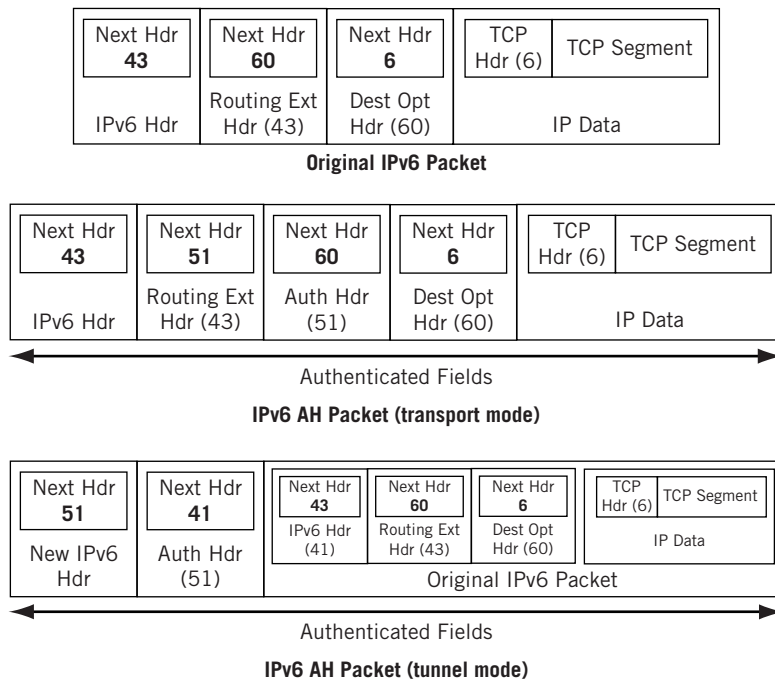 Next Hdr
43
IPv6 Hdr
Next Hdr
60
Routing Ext
Hdr (43)
Next Hdr
6
Dest Opt
Hdr (60)
TCP
Hdr (6)
TCP Segment
IP Data
Original IPv6 Packet
Next Hdr
43
IPv6 Hdr
Next Hdr
51
Routing Ext
Hdr (43)
Next Hdr
60
Auth Hdr
(51)
Next Hdr
6
Dest Opt
Hdr (60)
TCP
Hdr (6)
TCP Segment
IP Data
Authenticated Fields
IPv6 AH Packet (transport mode)
Next Hdr
51
New IPv6
Hdr
Next Hdr
41
Auth Hdr
(51)
Next Hdr
43
IPv6 Hdr
(41)
Next Hdr
60
Routing Ext
Hdr (43)
Next Hdr
6
Dest Opt
Hdr (60)
TCP
Hdr (6)
TCP Segment
IP Data
Original IPv6 Packet
Authenticated Fields
IPv6 AH Packet (tunnel mode)